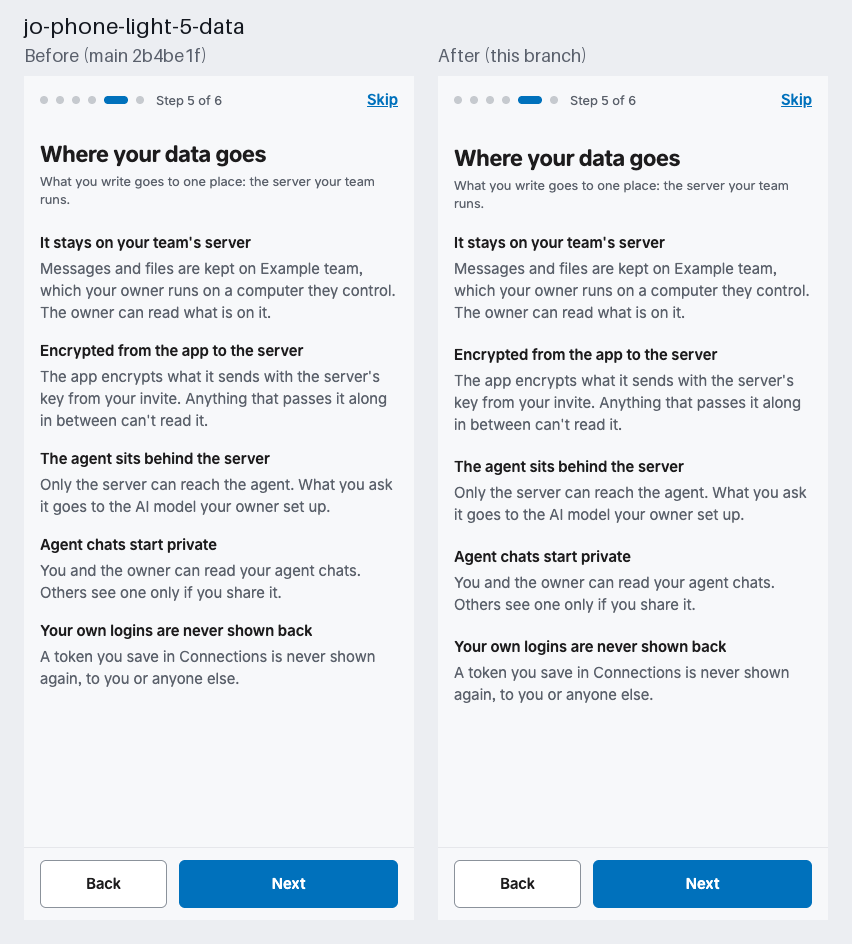 jo-phone-light-5-data
Before (main 2b4be1f)
Step 5 of 6
Skip
Where your data goes
What you write goes to one place: the server your team
runs.
It stays on your team's server
Messages and files are kept on Example team,
which your owner runs on a computer they control.
The owner can read what is on it.
Encrypted from the app to the server
The app encrypts what it sends with the server's
key from your invite. Anything that passes it along
in between can't read it.
The agent sits behind the server
Only the server can reach the agent. What you ask
it goes to the AI model your owner set up.
Agent chats start private
You and the owner can read your agent chats.
Others see one only if you share it.
Your own logins are never shown back
A token you save in Connections is never shown
again, to you or anyone else.
Back
Next
After (this branch)
Step 5 of 6
Skip
Where your data goes
What you write goes to one place: the server your team
runs.
It stays on your team's server
Messages and files are kept on Example team,
which your owner runs on a computer they control.
The owner can read what is on it.
Encrypted from the app to the server
The app encrypts what it sends with the server's
key from your invite. Anything that passes it along
in between can't read it.
The agent sits behind the server
Only the server can reach the agent. What you ask
it goes to the AI model your owner set up.
Agent chats start private
You and the owner can read your agent chats.
Others see one only if you share it.
Your own logins are never shown back
A token you save in Connections is never shown
again, to you or anyone else.
Back
Next